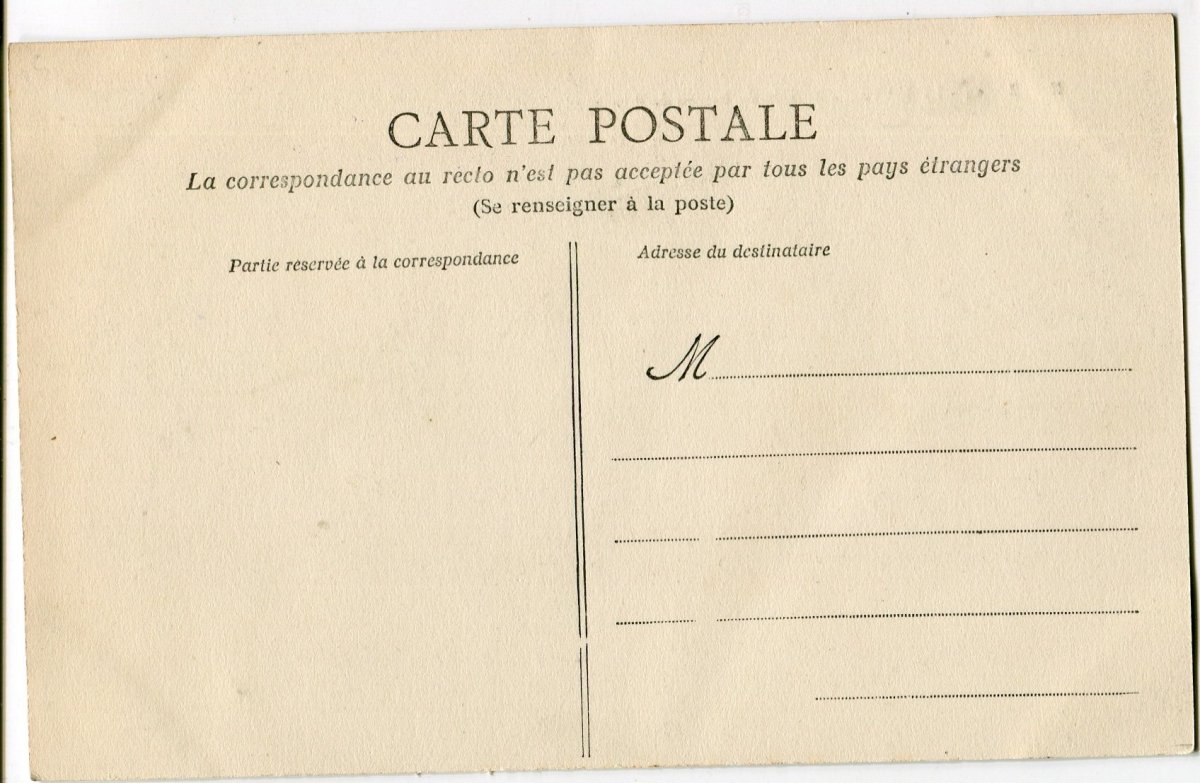 CARTE POSTALE
La correspondance au recto n'est pas acceptée par tous les pays étrangers
(Se renseigner à la poste)
Partie réservée à la correspondance
Adresse du destinataire
M